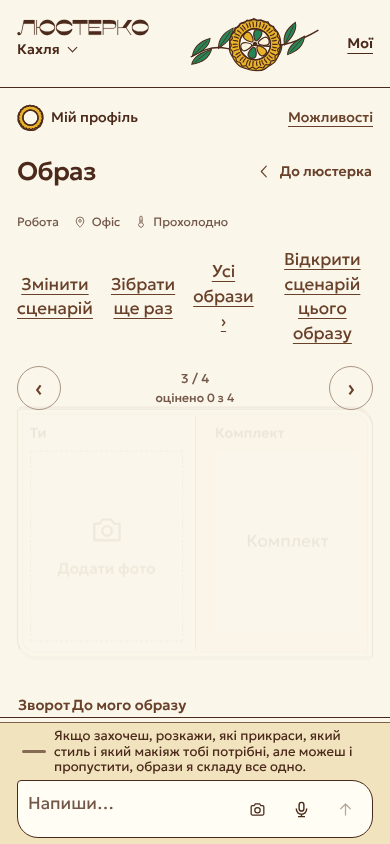 ЛЮСТЕРКО
Кахля
Мої
Мій профіль
Можливості
Образ
До люстерка
Робота Офіс Прохолодно
Змінити
сценарій
Зібрати
ще раз
Усі
образи
›
Відкрити
сценарій
цього
образу
‹
3 / 4
оцінено 0 з 4
›
Ти
Комплект
Додати фото
Комплект
Зворот До мого образу
Якщо захочеш, розкажи, які прикраси, який
стиль і який макіяж тобі потрібні, але можеш і
пропустити, образи я складу все одно.
Напиши…